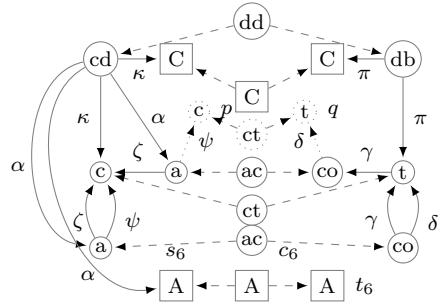 dd
cd κ C C π db
C
κ α c p t q π
ct
α ψ δ
ζ γ
c a ac co t
ct
ζ ψ γ δ
a s₆ ac c₆ co
α A A A t₆